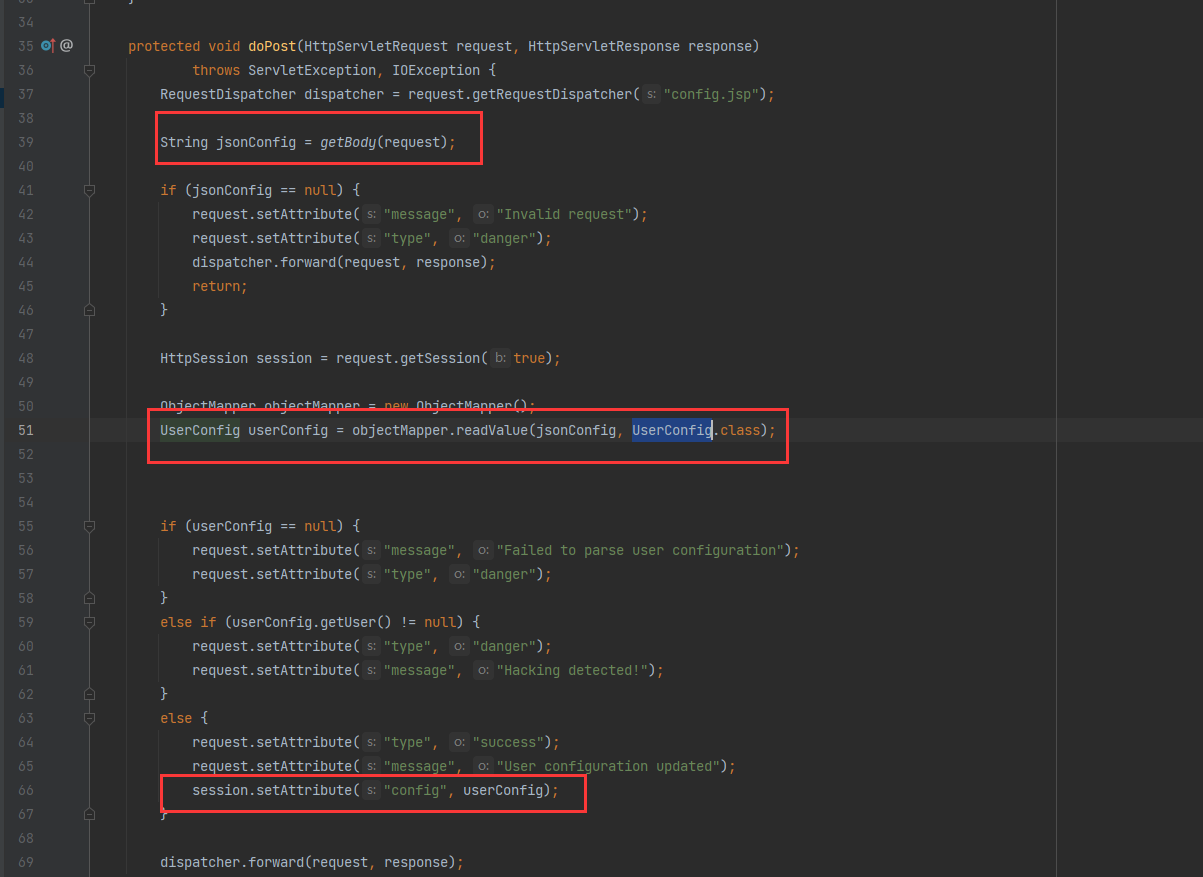 34
35 @ protected void doPost(HttpServletRequest request, HttpServletResponse response)
36 throws ServletException, IOException {
37 RequestDispatcher dispatcher = request.getRequestDispatcher( s: "config.jsp");
38
39 String jsonConfig = getBody(request);
40
41 if (jsonConfig == null) {
42 request.setAttribute( s: "message", o: "Invalid request");
43 request.setAttribute( s: "type", o: "danger");
44 dispatcher.forward(request, response);
45 return;
46 }
47
48 HttpSession session = request.getSession( b: true);
49
50 ObjectMapper objectMapper = new ObjectMapper();
51 UserConfig userConfig = objectMapper.readValue(jsonConfig, UserConfig.class);
52
53
54
55 if (userConfig == null) {
56 request.setAttribute( s: "message", o: "Failed to parse user configuration");
57 request.setAttribute( s: "type", o: "danger");
58 }
59 else if (userConfig.getUser() != null) {
60 request.setAttribute( s: "type", o: "danger");
61 request.setAttribute( s: "message", o: "Hacking detected!");
62 }
63 else {
64 request.setAttribute( s: "type", o: "success");
65 request.setAttribute( s: "message", o: "User configuration updated");
66 session.setAttribute( s: "config", userConfig);
67 }
68
69 dispatcher.forward(request, response);